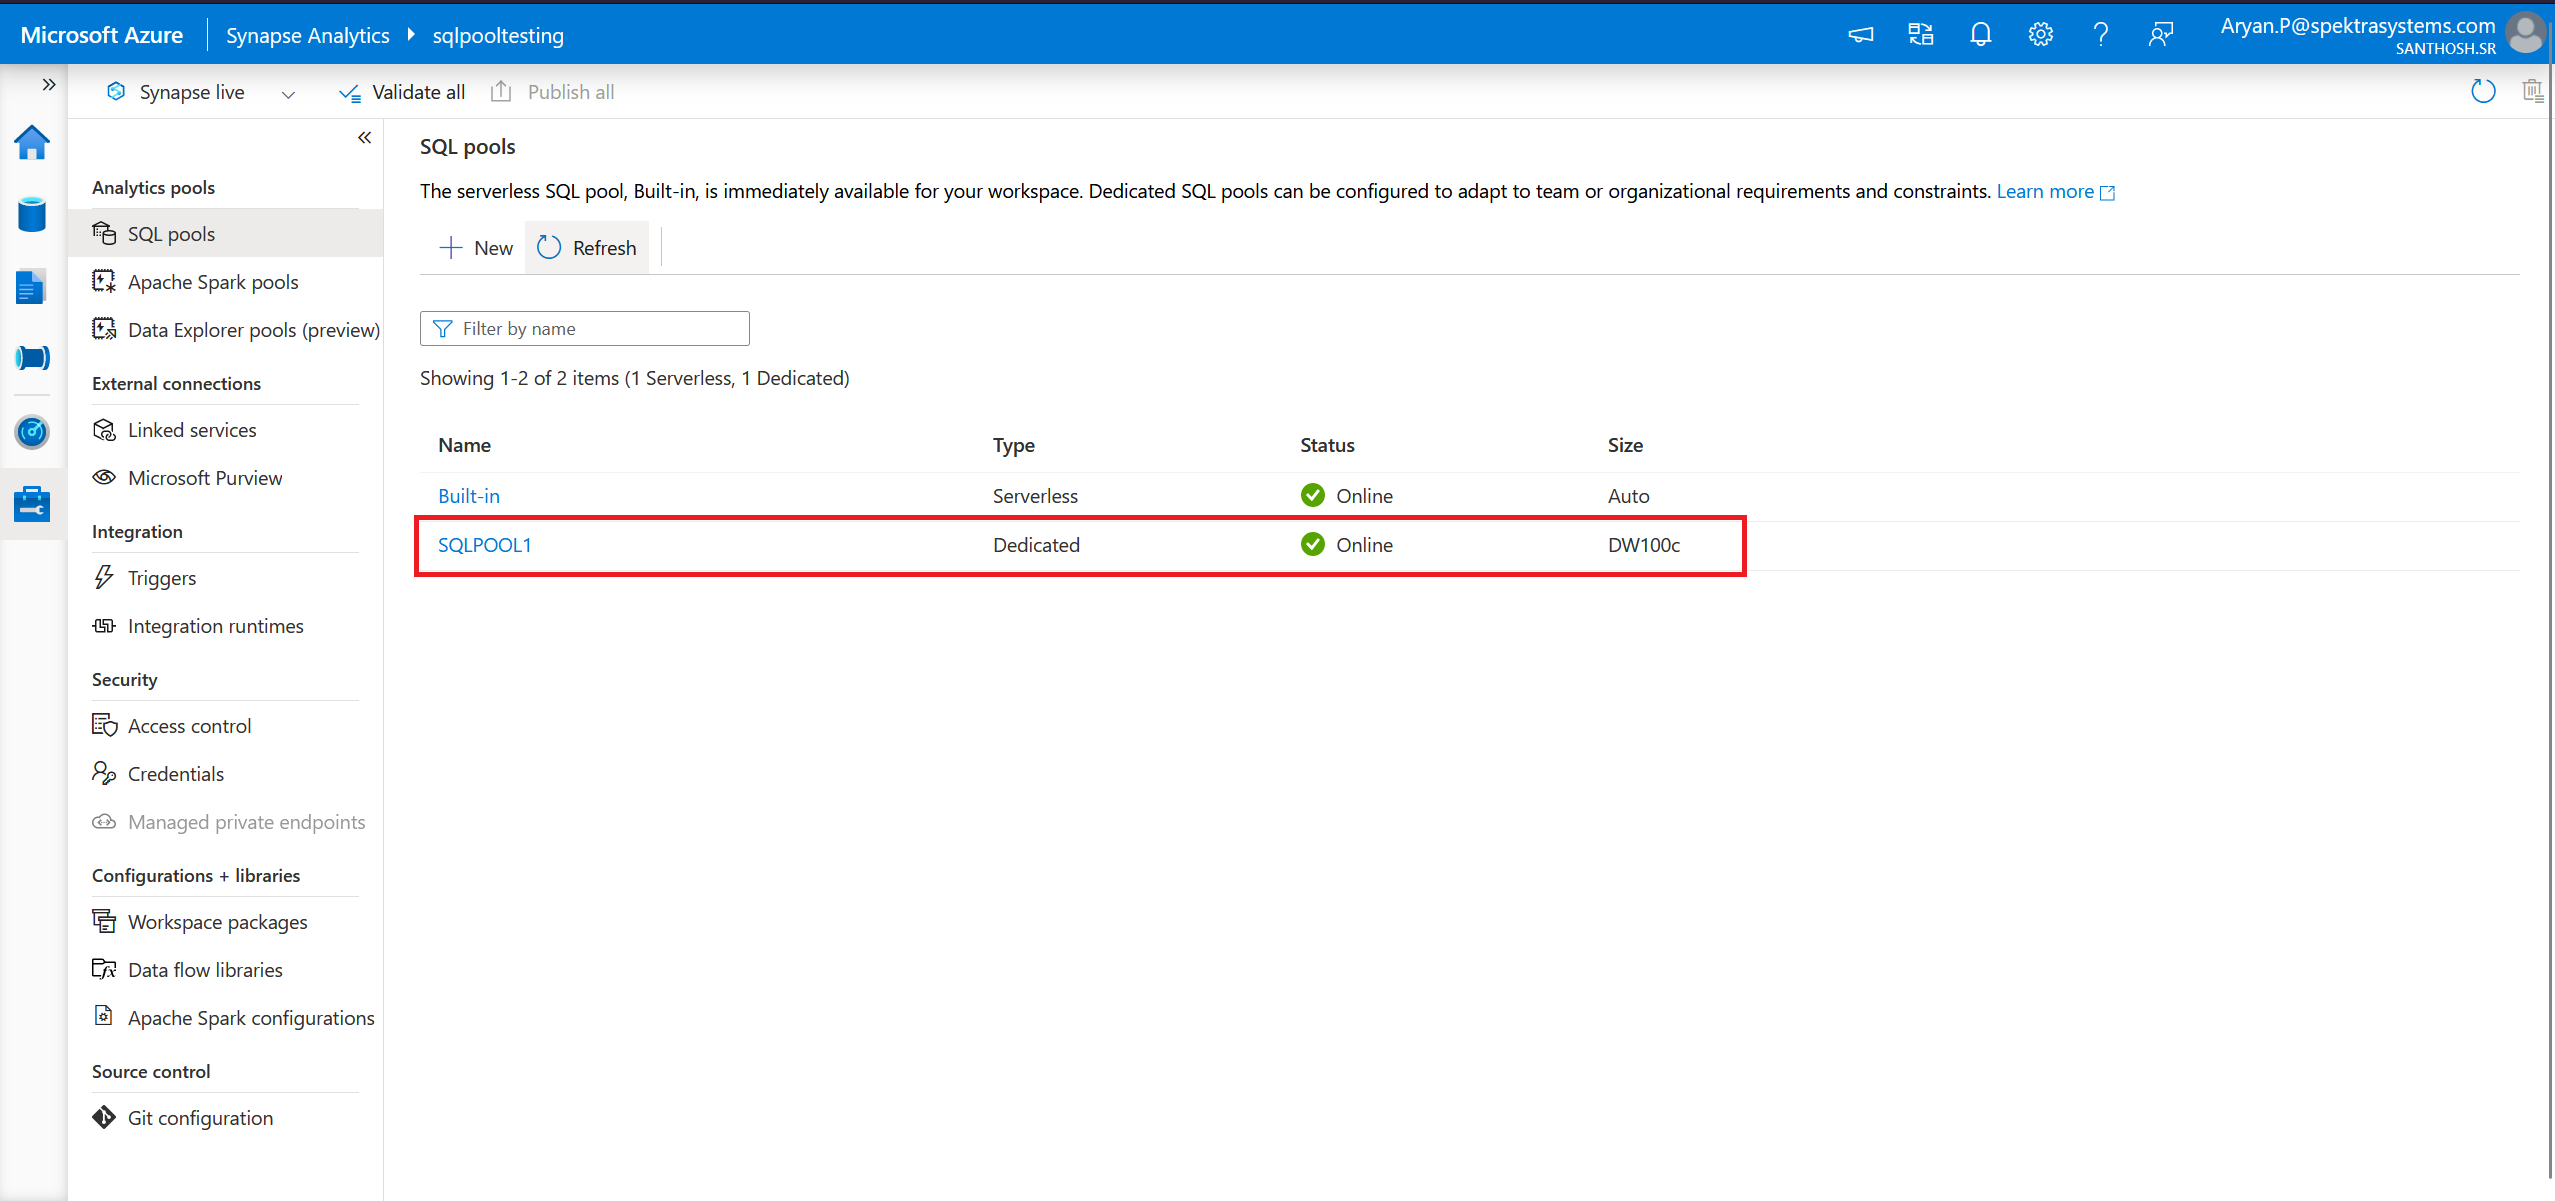 Microsoft Azure Synapse Analytics sqlpooltesting Aryan.P@spektrasystems.com
SANTHOSH.SR
Synapse live Validate all Publish all
Analytics pools
SQL pools
Apache Spark pools
Data Explorer pools (preview)
External connections
Linked services
Microsoft Purview
Integration
Triggers
Integration runtimes
Security
Access control
Credentials
Managed private endpoints
Configurations + libraries
Workspace packages
Data flow libraries
Apache Spark configurations
Source control
Git configuration
SQL pools
The serverless SQL pool, Built-in, is immediately available for your workspace. Dedicated SQL pools can be configured to adapt to team or organizational requirements and constraints. Learn more
New Refresh
Filter by name
Showing 1-2 of 2 items (1 Serverless, 1 Dedicated)
Name Type Status Size
Built-in Serverless Online Auto
SQLPOOL1 Dedicated Online DW100c